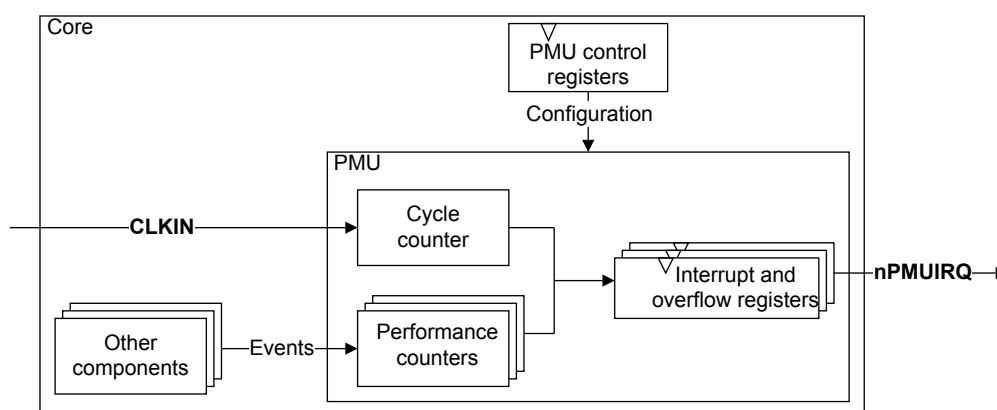 Core
PMU control
registers
Configuration
PMU
CLKIN
Cycle
counter
Interrupt and
overflow registers
nPMUIRQ
Other
components
Events
Performance
counters